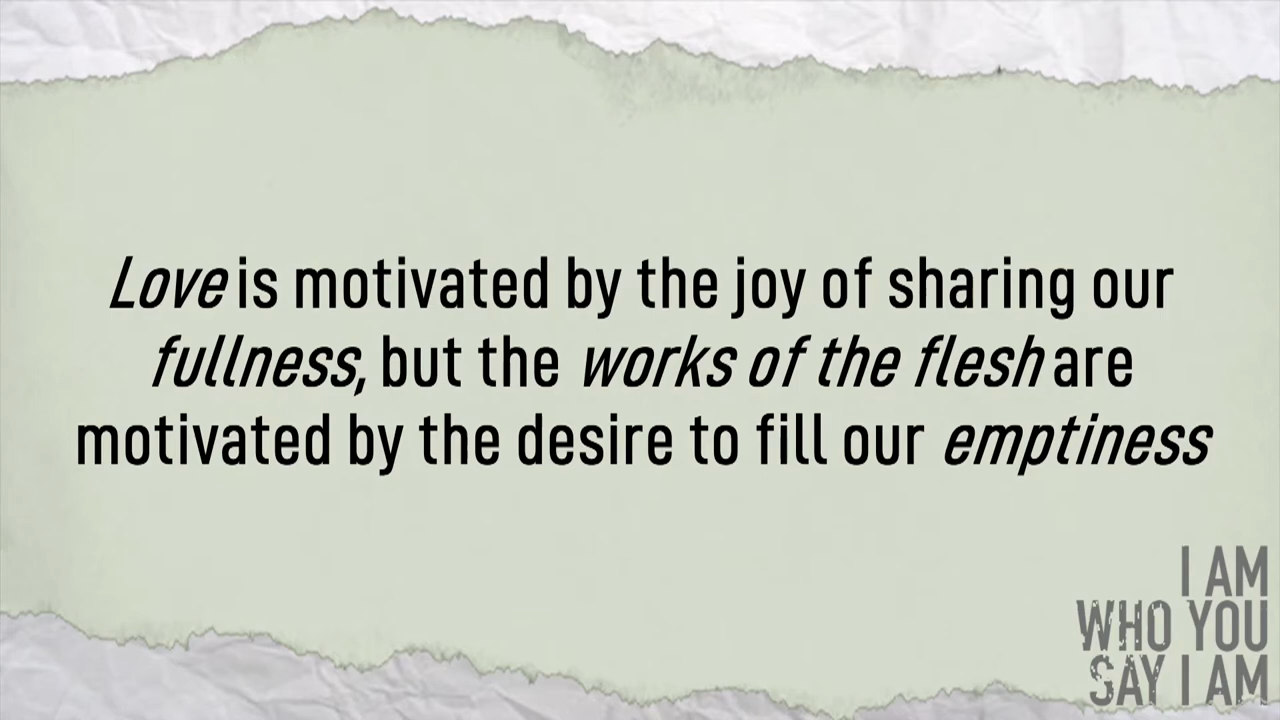 Love is motivated by the joy of sharing our
fullness, but the works of the flesh are
motivated by the desire to fill our emptiness
I AM
WHO YOU
SAY I AM